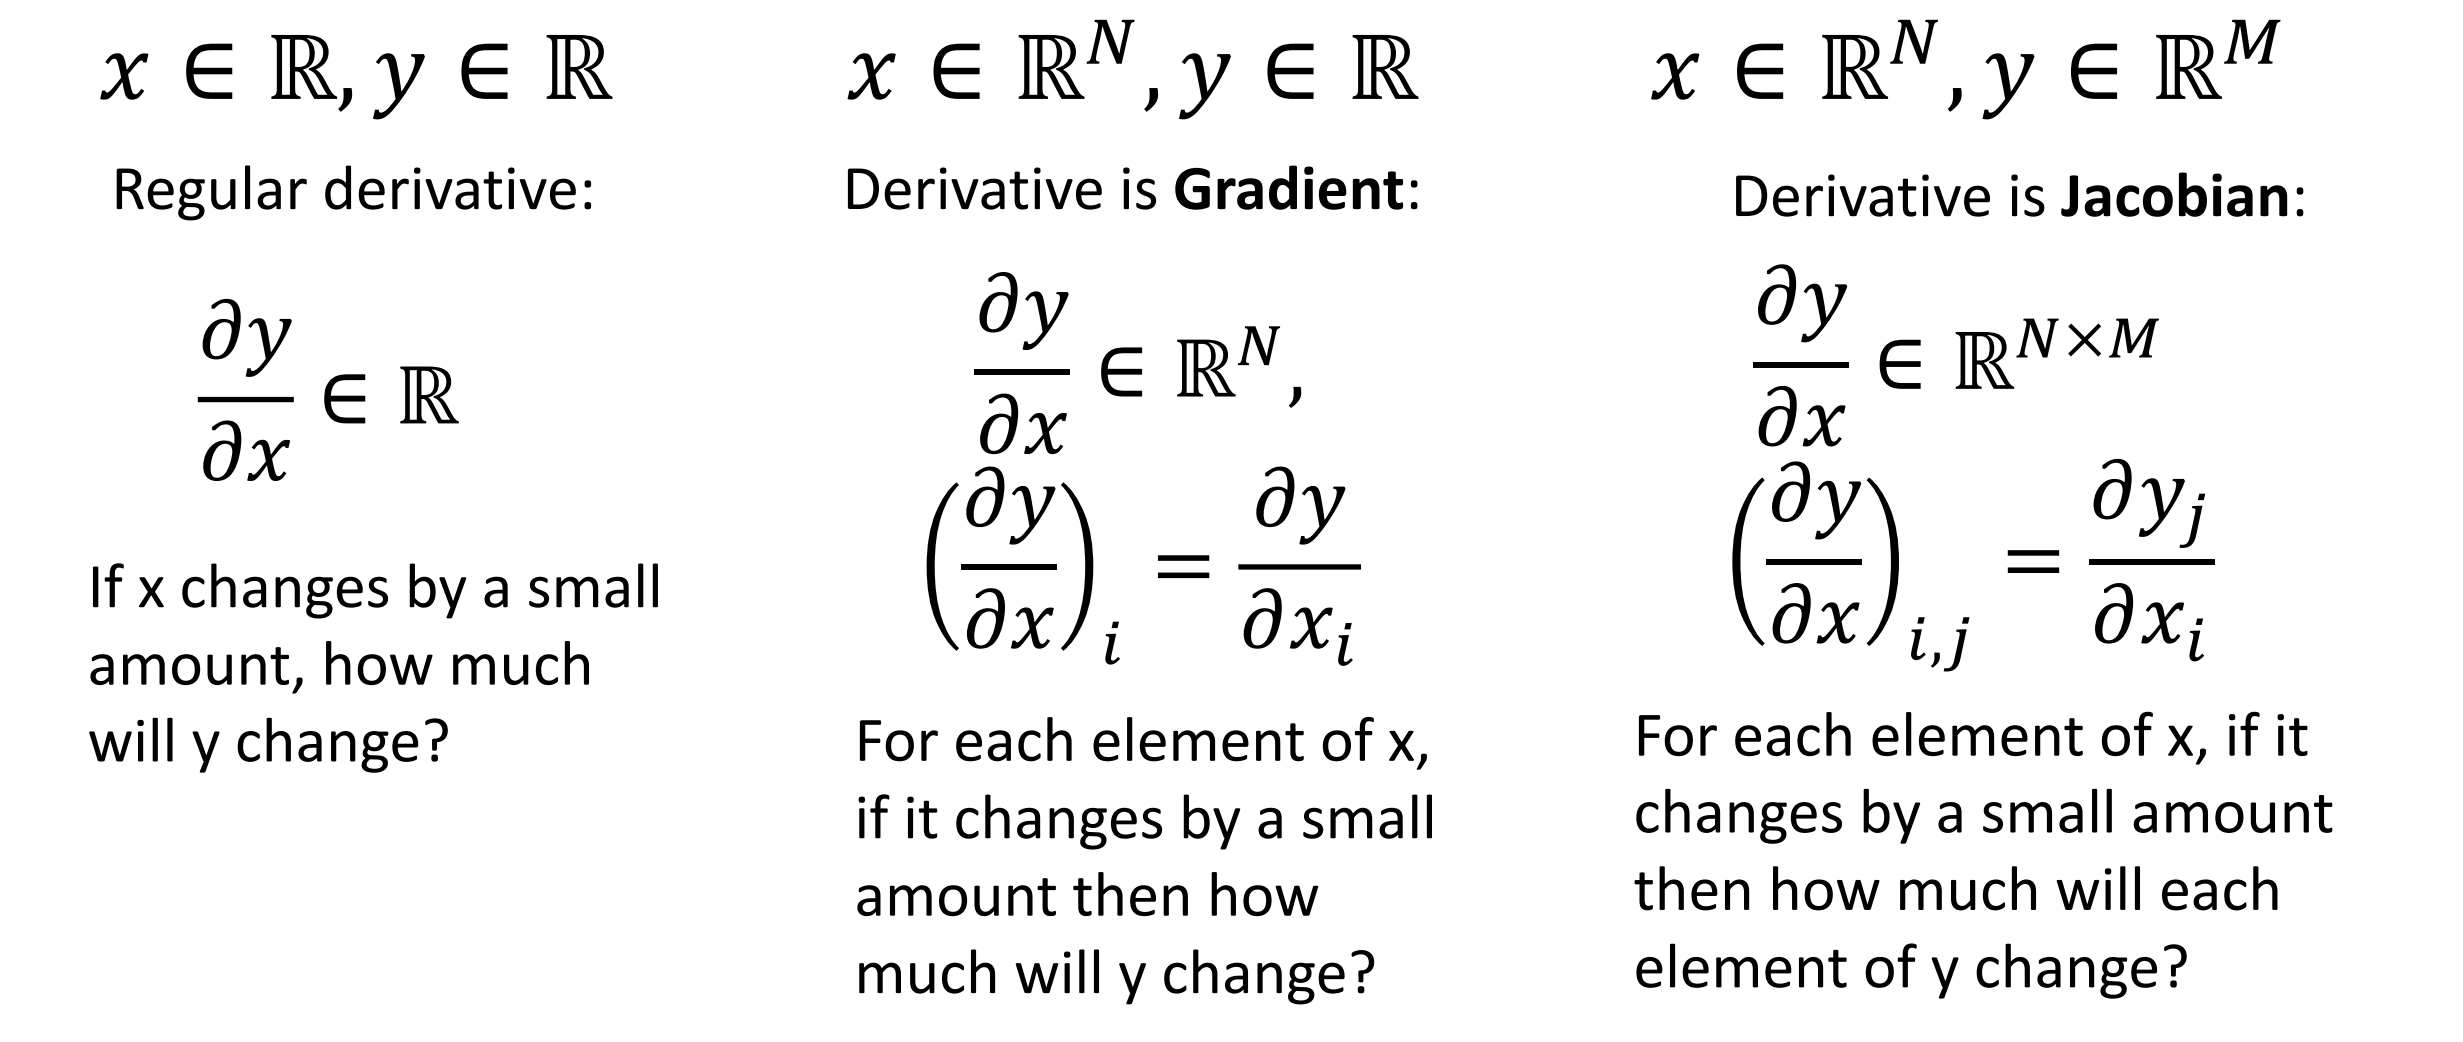 x ∈ ℝ, y ∈ ℝ
Regular derivative:
∂y/∂x ∈ ℝ
If x changes by a small
amount, how much
will y change?
x ∈ ℝ^N, y ∈ ℝ
Derivative is Gradient:
∂y/∂x ∈ ℝ^N,
(∂y/∂x)_i = ∂y/∂x_i
For each element of x,
if it changes by a small
amount then how
much will y change?
x ∈ ℝ^N, y ∈ ℝ^M
Derivative is Jacobian:
∂y/∂x ∈ ℝ^{N×M}
(∂y/∂x)_{i,j} = ∂y_j/∂x_i
For each element of x, if it
changes by a small amount
then how much will each
element of y change?